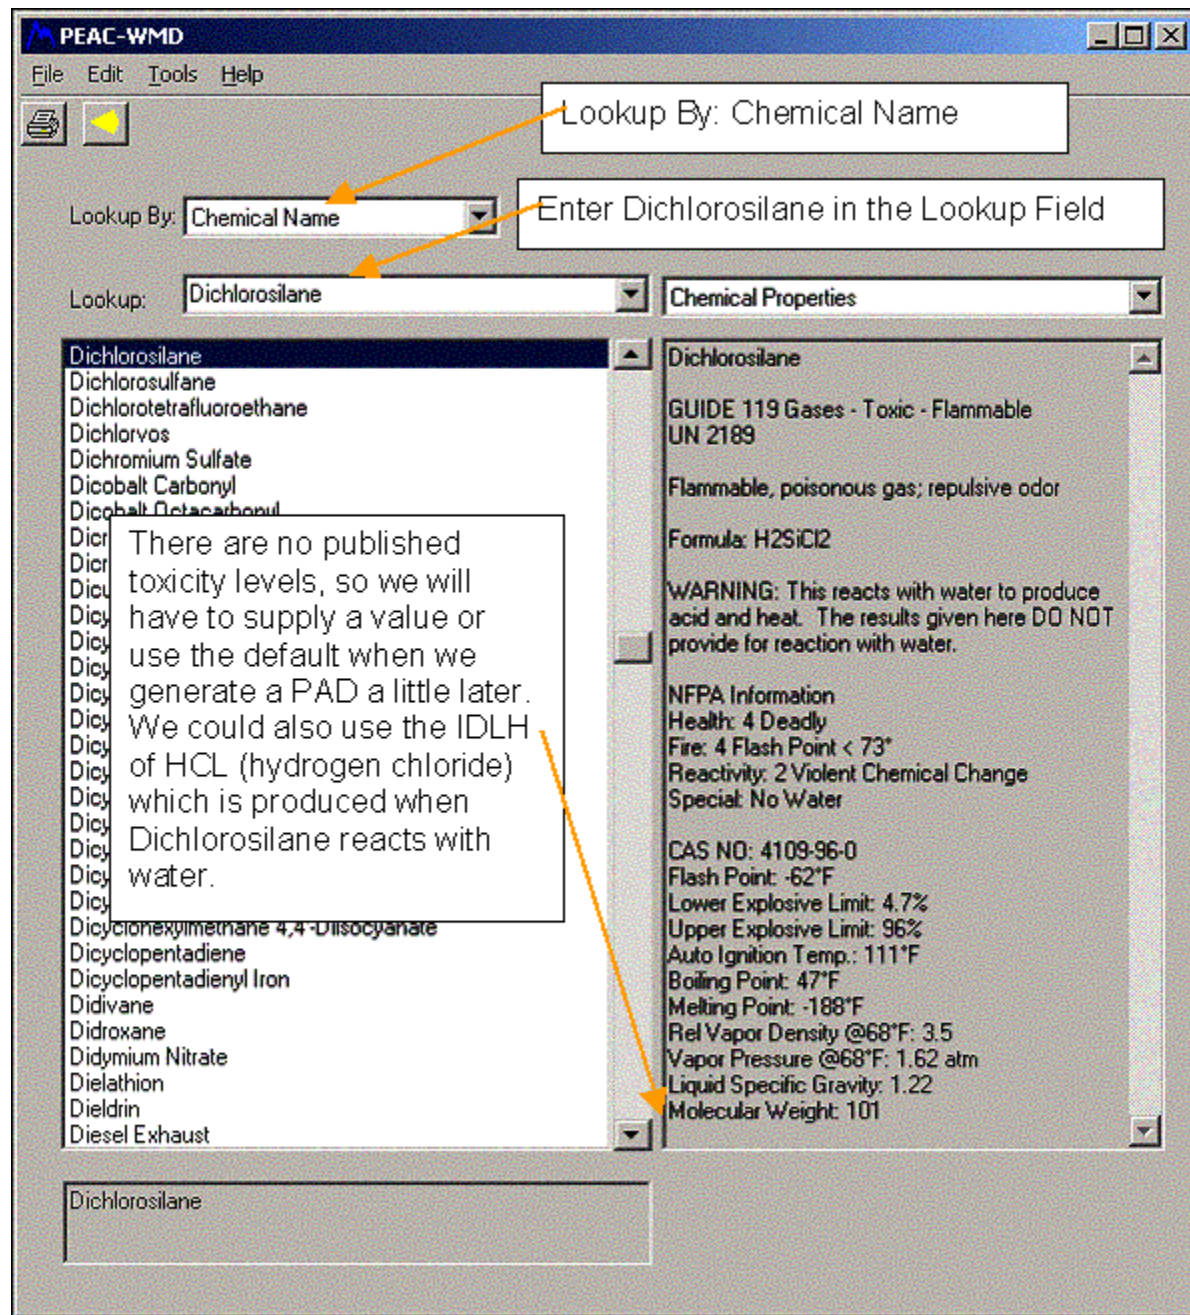 PEAC-WMD
File Edit Tools Help
Lookup By: Chemical Name
Lookup By: Chemical Name
Enter Dichlorosilane in the Lookup Field
Lookup: Dichlorosilane
Chemical Properties
Dichlorosilane
Dichlorosulfane
Dichlorotetrafluoroethane
Dichlorvos
Dichromium Sulfate
Dicobalt Carbonyl
Dicobalt Octacarbonyl
There are no published
toxicity levels, so we will
have to supply a value or
use the default when we
generate a PAD a little later.
We could also use the IDLH
of HCL (hydrogen chloride)
which is produced when
Dichlorosilane reacts with
water.
Dicyclohexylmethane 4,4'-Diisocyanate
Dicyclopentadiene
Dicyclopentadienyl Iron
Didivane
Didroxane
Didymium Nitrate
Dielathion
Dieldrin
Diesel Exhaust
Dichlorosilane
GUIDE 119 Gases - Toxic - Flammable
UN 2189
Flammable, poisonous gas; repulsive odor
Formula: H2SiCl2
WARNING: This reacts with water to produce
acid and heat. The results given here DO NOT
provide for reaction with water.
NFPA Information
Health: 4 Deadly
Fire: 4 Flash Point < 73°
Reactivity: 2 Violent Chemical Change
Special: No Water
CAS NO: 4109-96-0
Flash Point: -62°F
Lower Explosive Limit: 4.7%
Upper Explosive Limit: 96%
Auto Ignition Temp.: 111°F
Boiling Point: 47°F
Melting Point: -188°F
Rel Vapor Density @68°F: 3.5
Vapor Pressure @68°F: 1.62 atm
Liquid Specific Gravity: 1.22
Molecular Weight: 101
Dichlorosilane